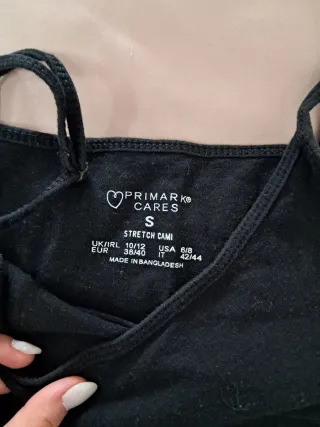 PRIMARK®
CARES
S
STRETCH CAMI
UK/IRL 10/12 USA 6/8
EUR 38/40 IT 42/44
MADE IN BANGLADESH